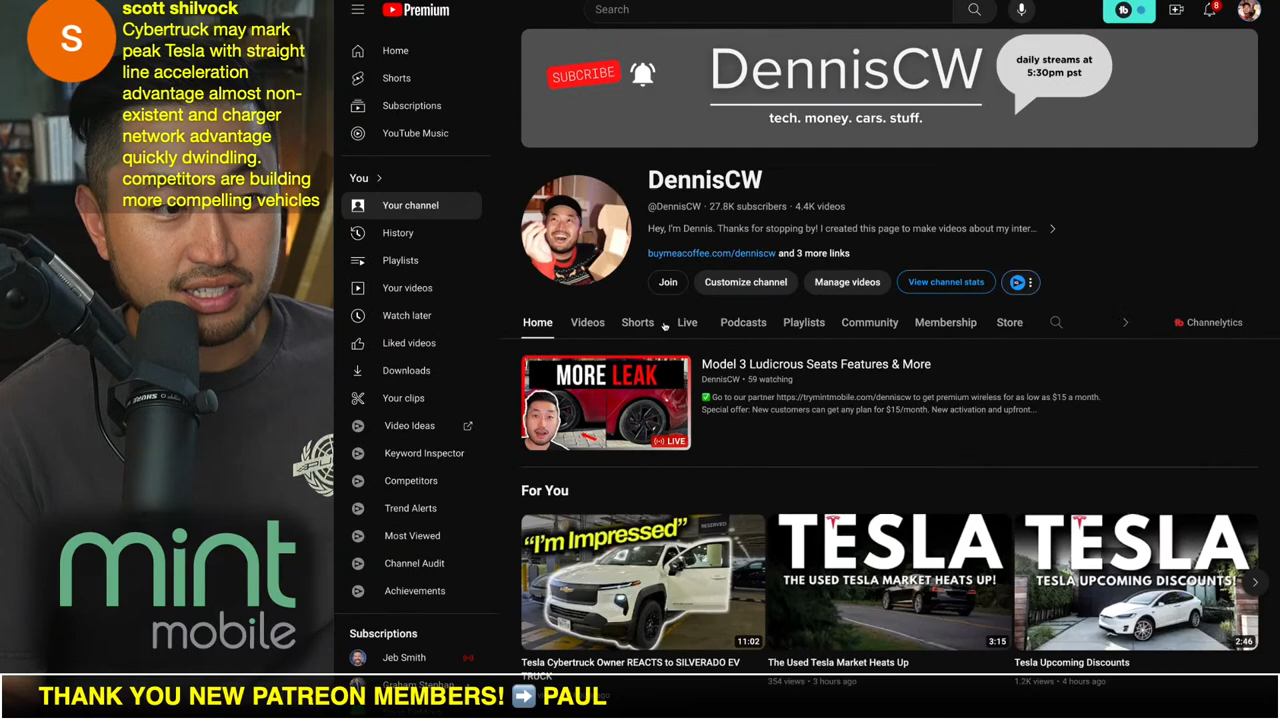 scott shilvock
Cybertruck may mark
peak Tesla with straight
line acceleration
advantage almost non-
existent and charger
network advantage
quickly dwindling.
competitors are building
more compelling vehicles
S
SHURE
mint
mobile
Premium
Search
8
Home
Shorts
Subscriptions
YouTube Music
You
Your channel
History
Playlists
Your videos
Watch later
Liked videos
Downloads
Your clips
Video Ideas
Keyword Inspector
Competitors
Trend Alerts
Most Viewed
Channel Audit
Achievements
Subscriptions
Jeb Smith
Graham Stephan
SUBCRIBE
DennisCW
tech. money. cars. stuff.
daily streams at
5:30pm pst
DennisCW
@DennisCW · 27.8K subscribers · 4.4K videos
Hey, I'm Dennis. Thanks for stopping by! I created this page to make videos about my inter...
buymeacoffee.com/denniscw and 3 more links
Join Customize channel Manage videos View channel stats
Home Videos Shorts Live Podcasts Playlists Community Membership Store
Channelytics
MORE LEAK
LIVE
Model 3 Ludicrous Seats Features & More
DennisCW • 59 watching
✅ Go to our partner https://trymintmobile.com/denniscw to get premium wireless for as low as $15 a month.
Special offer: New customers can get any plan for $15/month. New activation and upfront...
For You
"I'm Impressed"
RESERVED
11:02
Tesla Cybertruck Owner REACTS to SILVERADO EV
TRUCK
TESLA
THE USED TESLA MARKET HEATS UP!
3:15
The Used Tesla Market Heats Up
354 views • 3 hours ago
TESLA
TESLA UPCOMING DISCOUNTS!
2:46
Tesla Upcoming Discounts
1.2K views • 4 hours ago
THANK YOU NEW PATREON MEMBERS! ➡️ PAUL